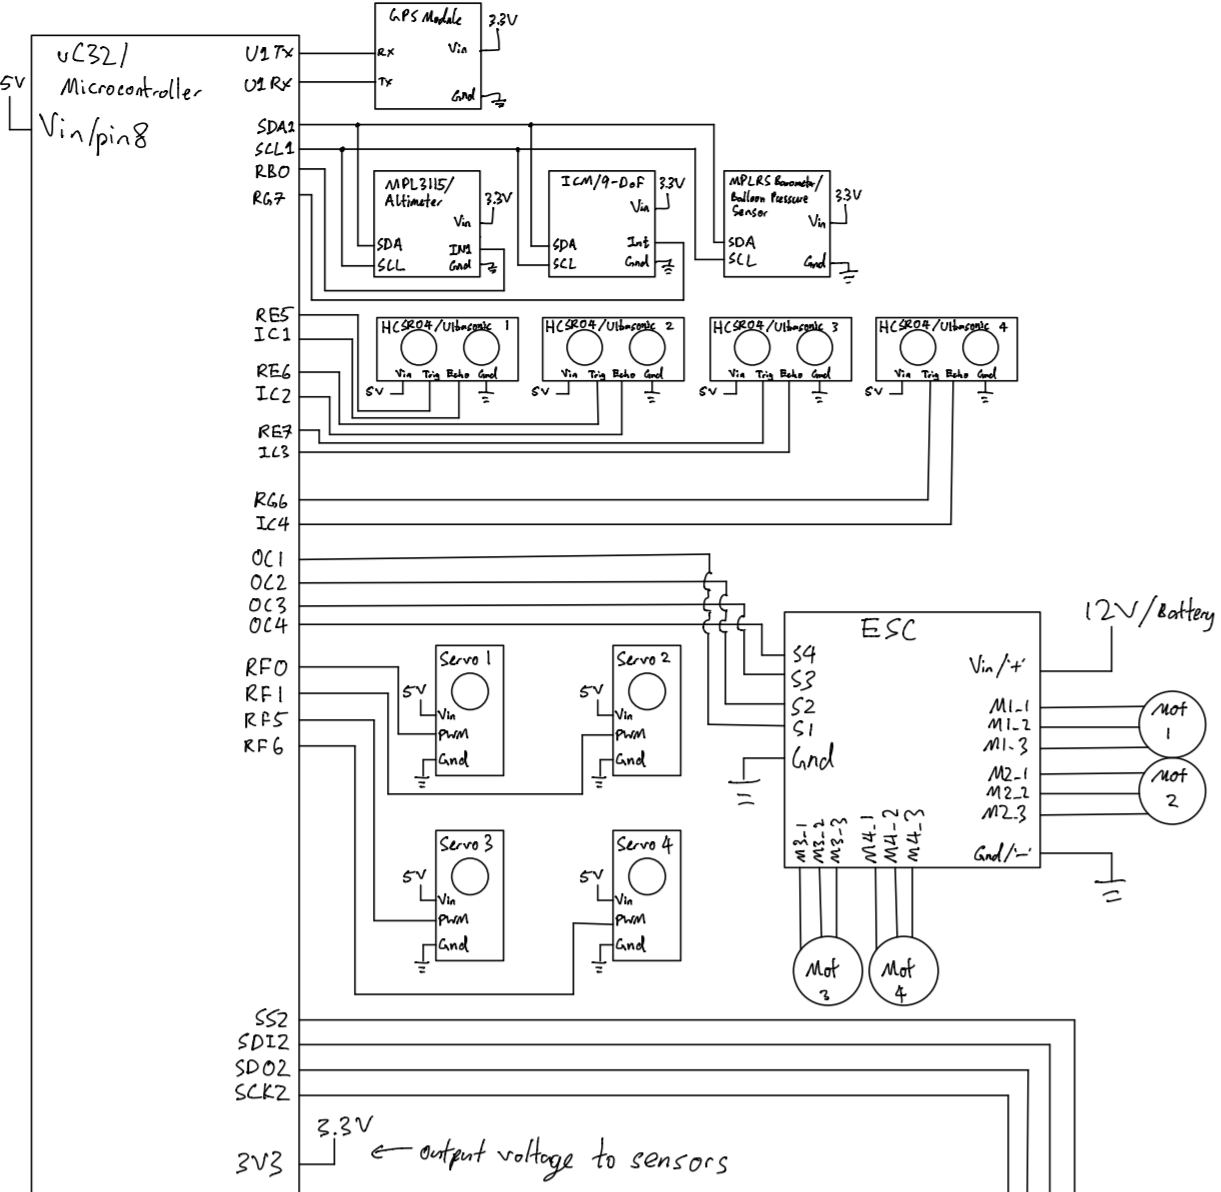 GPS Module
3.3V
uC32/
Microcontroller
5V
Vin/pin8
U1Tx
U1Rx
RX
TX
Vin
Gnd
SDA1
SCL1
RB0
RG7
MPL3115/
Altimeter
3.3V
Vin
SDA
SCL
IN1
Gnd
ICM/9-DoF
3.3V
Vin
SDA
SCL
Int
Gnd
MPLRS Barometer/
Balloon Pressure
Sensor
3.3V
Vin
SDA
SCL
Gnd
RE5
IC1
RE6
IC2
RE7
IC3
RG6
IC4
HCSR04/Ultrasonic 1
Vin Trig Echo Gnd
5V
HCSR04/Ultrasonic 2
Vin Trig Echo Gnd
5V
HCSR04/Ultrasonic 3
Vin Trig Echo Gnd
5V
HCSR04/Ultrasonic 4
Vin Trig Echo Gnd
5V
OC1
OC2
OC3
OC4
RF0
RF1
RF5
RF6
Servo 1
5V
Vin
PWM
Gnd
Servo 2
5V
Vin
PWM
Gnd
Servo 3
5V
Vin
PWM
Gnd
Servo 4
5V
Vin
PWM
Gnd
ESC
S4
S3
S2
S1
Gnd
12V/Battery
Vin/'+'
M1_1
M1_2
M1_3
M2_1
M2_2
M2_3
Gnd/'-'
M3_1
M3_2
M3_3
M4_1
M4_2
M4_3
Mot
1
Mot
2
Mot
3
Mot
4
SS2
SDI2
SDO2
SCK2
3V3
3.3V
← output voltage to sensors